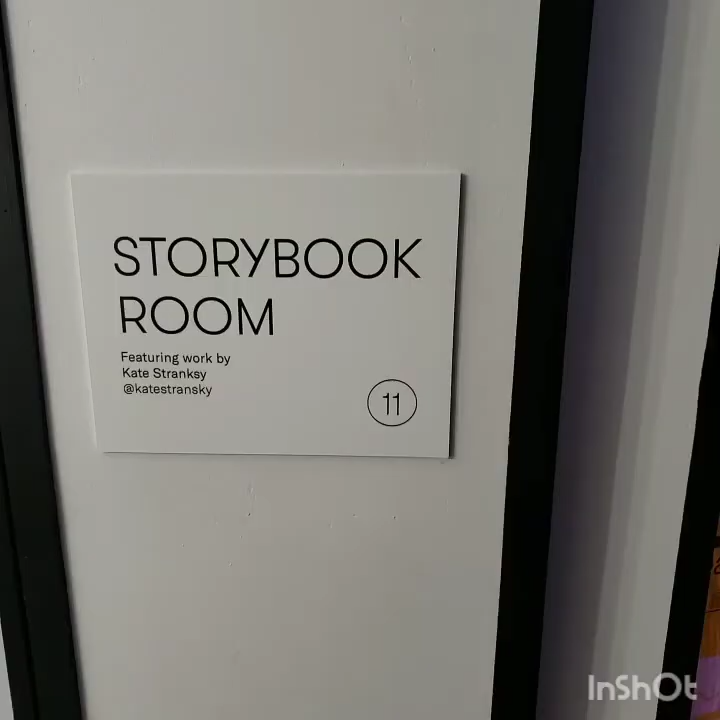 STORYBOOK
ROOM
Featuring work by
Kate Stranksy
@katestransky
11
InShOt